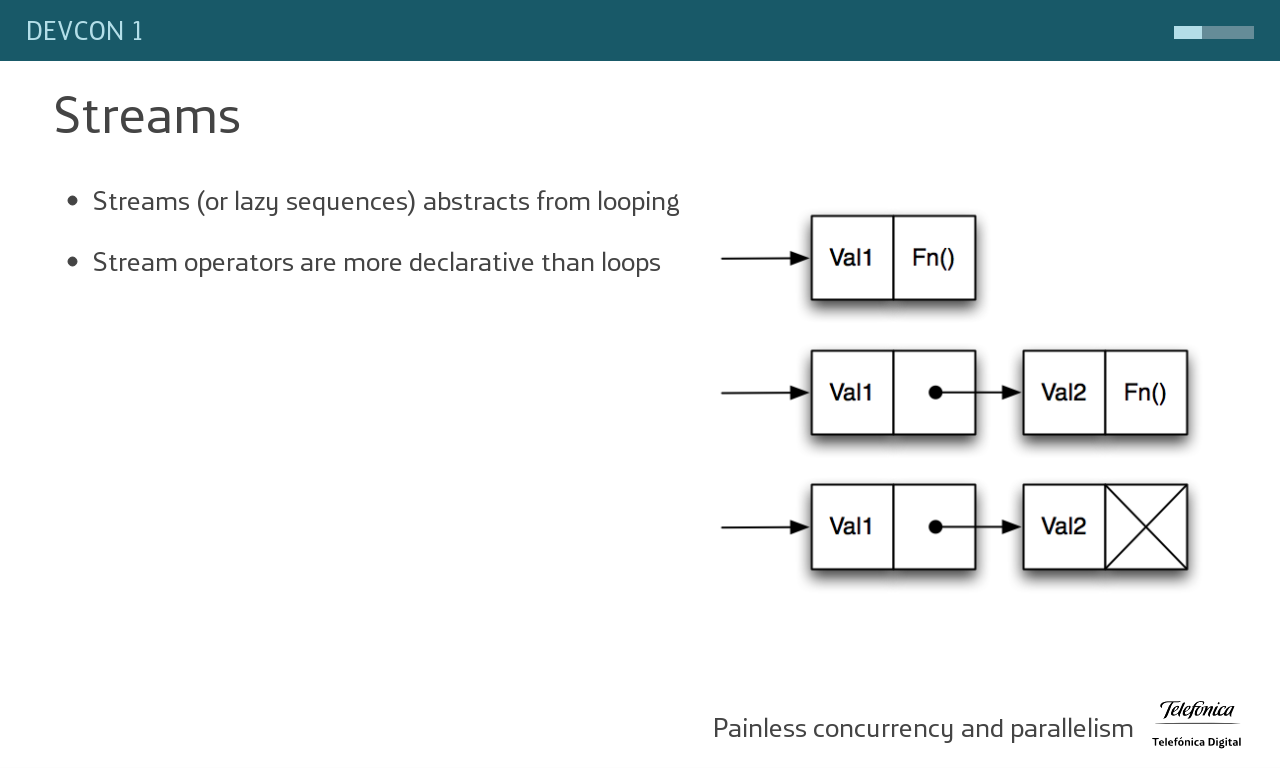 DEVCON 1
Streams
Streams (or lazy sequences) abstracts from looping
Stream operators are more declarative than loops
Val1 Fn()
Val1 Val2 Fn()
Val1 Val2
Painless concurrency and parallelism
Telefónica
Telefónica Digital